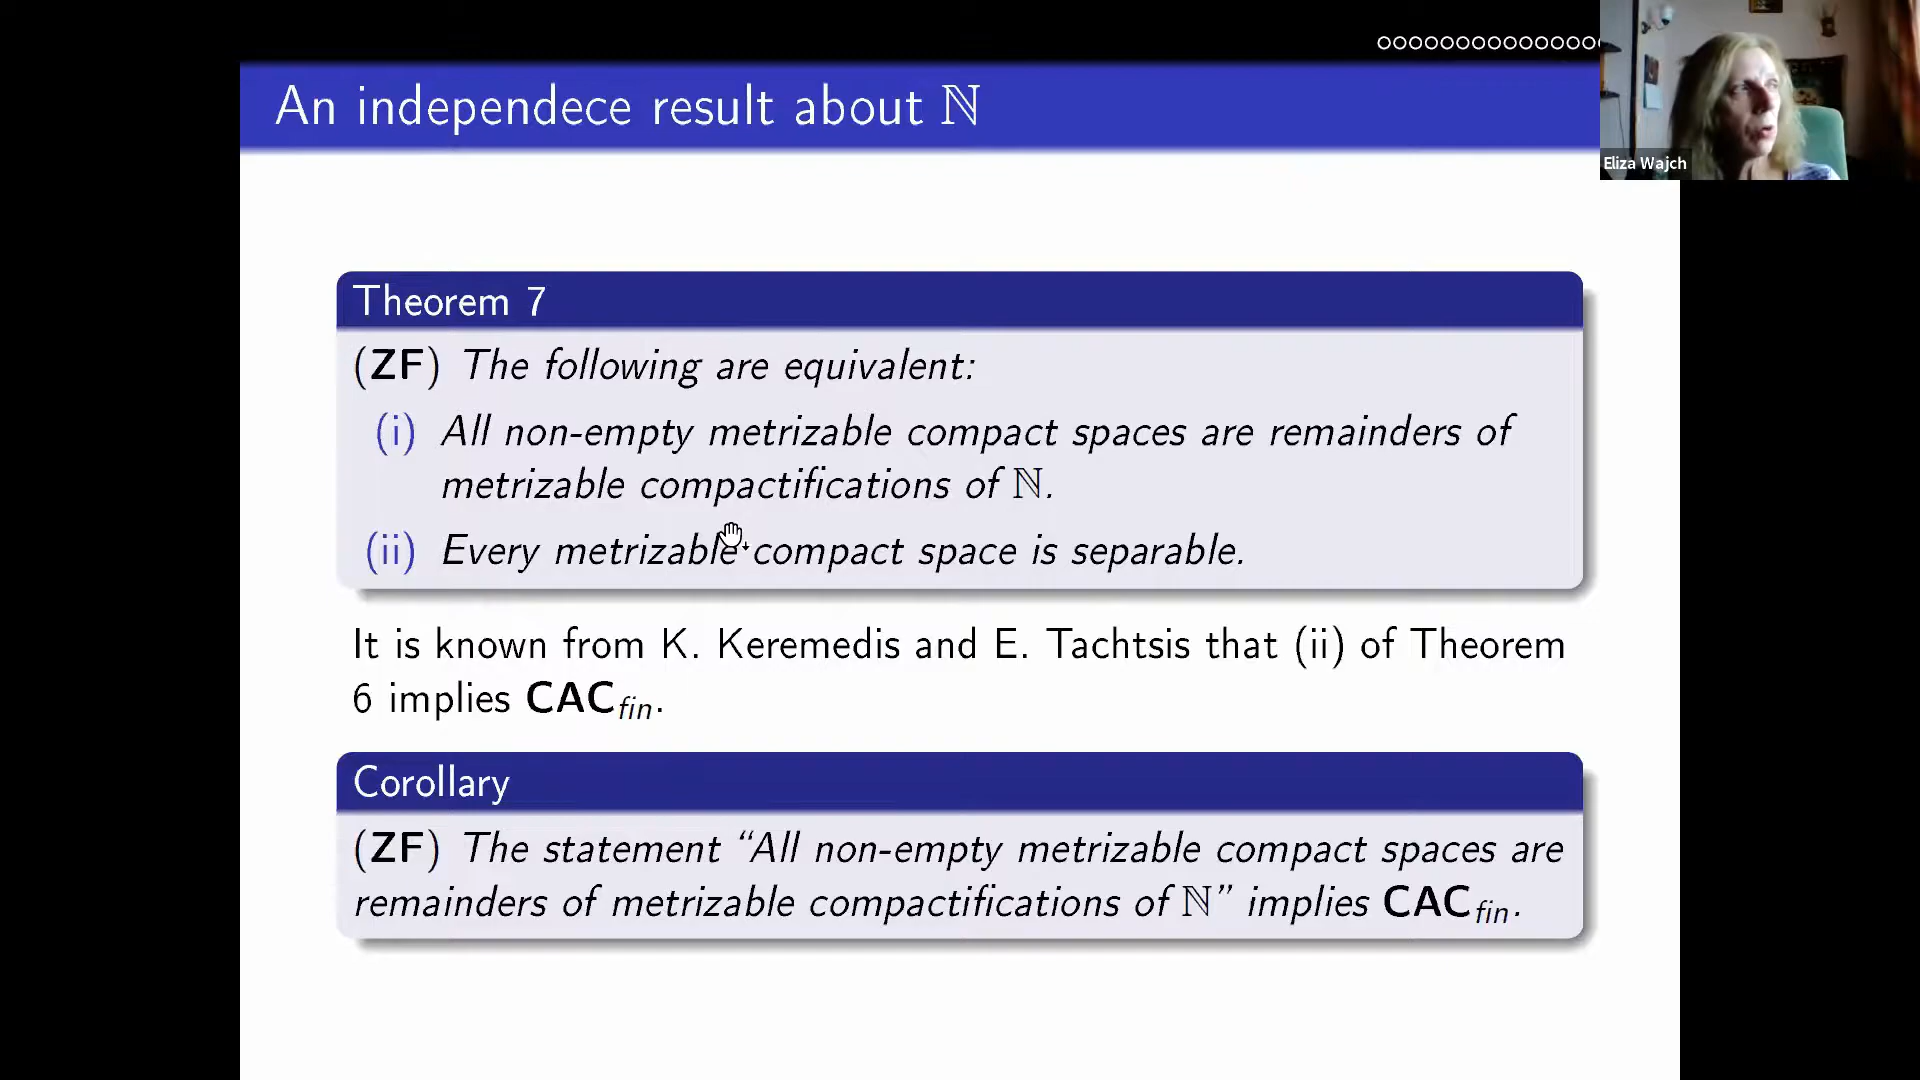 An independece result about ℕ
Eliza Wajch
Theorem 7
(ZF) The following are equivalent:
(i) All non-empty metrizable compact spaces are remainders of
metrizable compactifications of ℕ.
(ii) Every metrizable compact space is separable.
It is known from K. Keremedis and E. Tachtsis that (ii) of Theorem
6 implies CAC_fin.
Corollary
(ZF) The statement “All non-empty metrizable compact spaces are
remainders of metrizable compactifications of ℕ” implies CAC_fin.